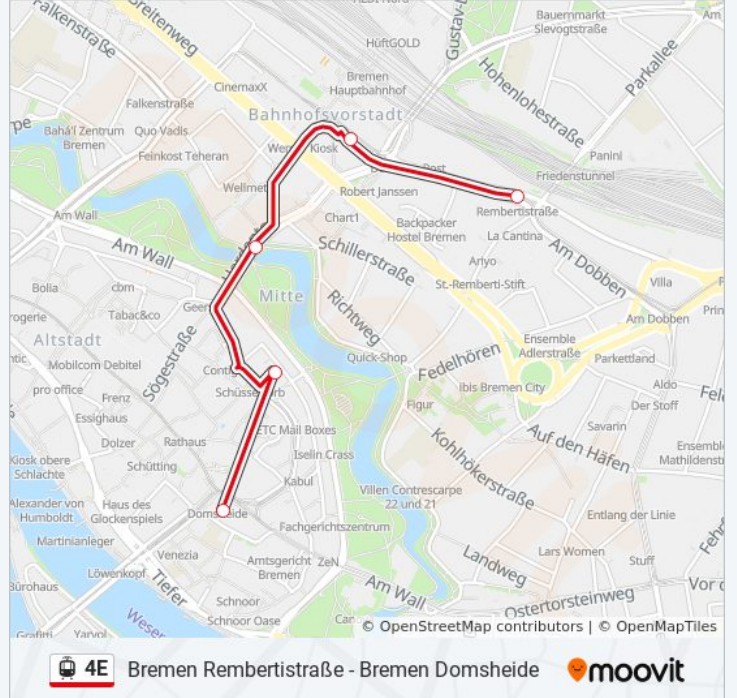 Falkenstraße
Breitenweg
HüftGOLD
Bauernmarkt
Slevogtstraße
Am
Parkallee
Hohenlohestraße
CinemaxX
Bremen
Hauptbahnhof
Falkenstraße
Bahnhofsvorstadt
Bahá'í Zentrum
Bremen
Quo Vadis
Kiosk
Feinkost Teheran
Panini
Friedenstunnel
Wellmet
Robert Janssen
Rembertistraße
Am Wall
Chart1
Backpacker
Hostel Bremen
La Cantina
Am Wall
Schillerstraße
Ariyo
Am Dobben
Bolia
cbm
Mitte
St.-Remberti-Stift
Villa
Tabac&co
Richtweg
Am Dobben
Altstadt
Sögestraße
Ensemble
Adlerstraße
Mobilcom Debitel
Quick-Shop
Fedelhören
Parkettland
pro office
Frenz
Ibis Bremen City
Aldo
Essighaus
Figur
Der Stoff
Dolzer
Rathaus
ETC Mail Boxes
Savarin
Auf den Häfen
Kiosk obere
Schlachte
Schütting
Iselin Crass
Kohlhökerstraße
Ensemble
Kabul
Alexander von
Humboldt
Haus des
Glockenspiels
Domsheide
Villen Contrescarpe
22 und 21
Entlang der Linie
Martinianleger
Fachgerichtszentrum
Venezia
Lars Women
Löwenkopf
Amtsgericht
Bremen
ZeN
Landweg
Stuff
Tiefer
Am Wall
Schnoor
Ostertorsteinweg
Weser
Schnoor Oase
© OpenStreetMap contributors | © OpenMapTiles
4E Bremen Rembertistraße - Bremen Domsheide moovit